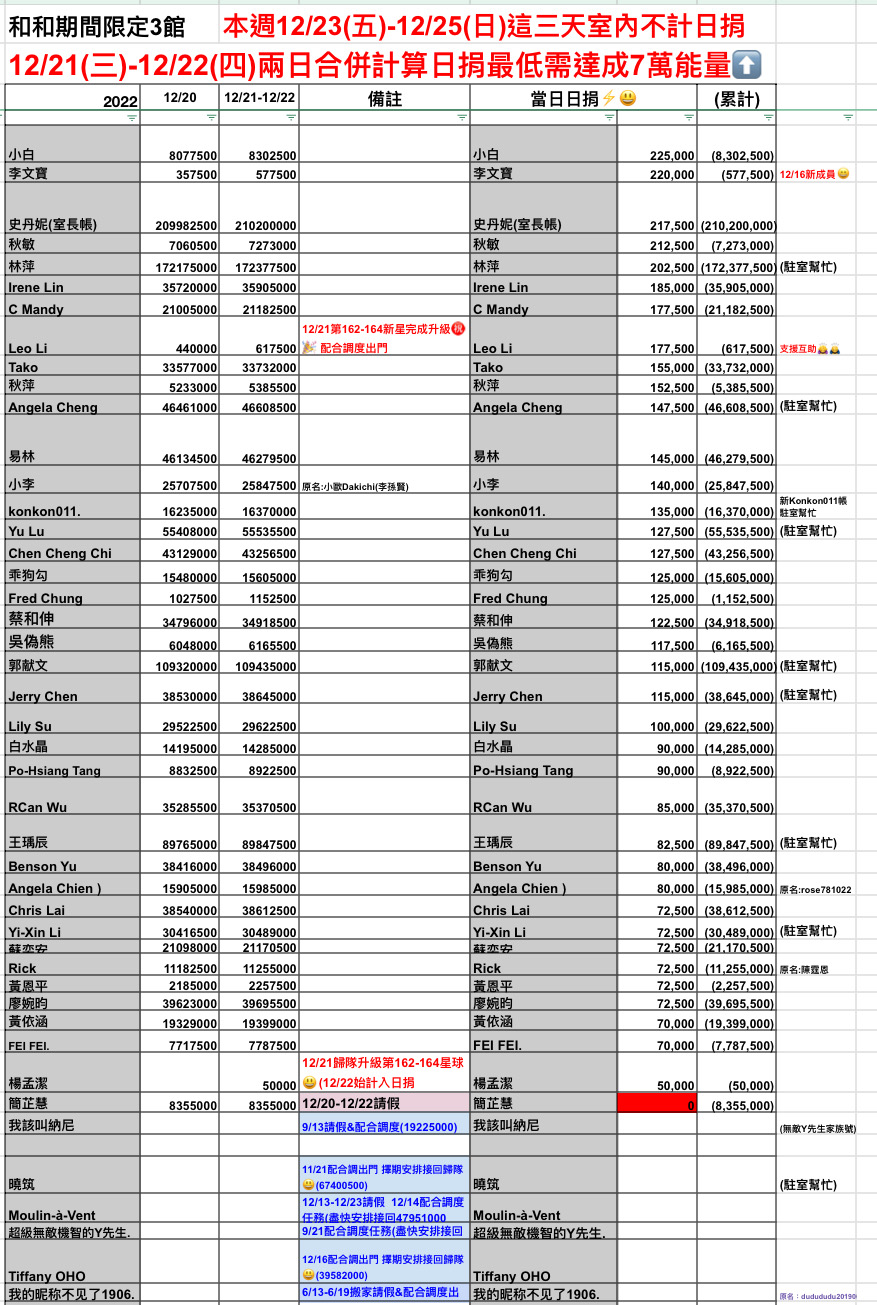 和和期間限定3館 本週12/23(五)-12/25(日)這三天室內不計日捐
12/21(三)-12/22(四)兩日合併計算日捐最低需達成7萬能量⬆️
2022 12/20 12/21-12/22 備註 當日日捐⚡😃 (累計)
小白 8077500 8302500 小白 225,000 (8,302,500)
李文寶 357500 577500 李文寶 220,000 (577,500) 12/16新成員😄
史丹妮(室長帳) 209982500 210200000 史丹妮(室長帳) 217,500 (210,200,000)
秋敏 7060500 7273000 秋敏 212,500 (7,273,000)
林萍 172175000 172377500 林萍 202,500 (172,377,500) (駐室幫忙)
Irene Lin 35720000 35905000 Irene Lin 185,000 (35,905,000)
C Mandy 21005000 21182500 C Mandy 177,500 (21,182,500)
12/21第162-164新星完成升級㊗️
Leo Li 440000 617500 🎉 配合調度出門 Leo Li 177,500 (617,500) 支援互助
Tako 33577000 33732000 Tako 155,000 (33,732,000)
秋萍 5233000 5385500 秋萍 152,500 (5,385,500)
Angela Cheng 46461000 46608500 Angela Cheng 147,500 (46,608,500) (駐室幫忙)
易林 46134500 46279500 易林 145,000 (46,279,500)
小李 25707500 25847500 原名:小歐Dakichi(李孫賢) 小李 140,000 (25,847,500)
新Konkon011帳
konkon011. 16235000 16370000 konkon011. 135,000 (16,370,000) 駐室幫忙
Yu Lu 55408000 55535500 Yu Lu 127,500 (55,535,500) (駐室幫忙)
Chen Cheng Chi 43129000 43256500 Chen Cheng Chi 127,500 (43,256,500)
乖狗勾 15480000 15605000 乖狗勾 125,000 (15,605,000)
Fred Chung 1027500 1152500 Fred Chung 125,000 (1,152,500)
蔡和伸 34796000 34918500 蔡和伸 122,500 (34,918,500)
吳偽熊 6048000 6165500 吳偽熊 117,500 (6,165,500)
郭献文 109320000 109435000 郭献文 115,000 (109,435,000) (駐室幫忙)
Jerry Chen 38530000 38645000 Jerry Chen 115,000 (38,645,000) (駐室幫忙)
Lily Su 29522500 29622500 Lily Su 100,000 (29,622,500)
白水晶 14195000 14285000 白水晶 90,000 (14,285,000)
Po-Hsiang Tang 8832500 8922500 Po-Hsiang Tang 90,000 (8,922,500)
RCan Wu 35285500 35370500 RCan Wu 85,000 (35,370,500)
王瑀辰 89765000 89847500 王瑀辰 82,500 (89,847,500) (駐室幫忙)
Benson Yu 38416000 38496000 Benson Yu 80,000 (38,496,000)
Angela Chien ) 15905000 15985000 Angela Chien ) 80,000 (15,985,000) 原名:rose781022
Chris Lai 38540000 38612500 Chris Lai 72,500 (38,612,500)
Yi-Xin Li 30416500 30489000 Yi-Xin Li 72,500 (30,489,000) (駐室幫忙)
蘇奕安 21098000 21170500 蘇奕安 72,500 (21,170,500)
Rick 11182500 11255000 Rick 72,500 (11,255,000) 原名:陳霆恩
黃恩平 2185000 2257500 黃恩平 72,500 (2,257,500)
廖婉昀 39623000 39695500 廖婉昀 72,500 (39,695,500)
黃依涵 19329000 19399000 黃依涵 70,000 (19,399,000)
FEI FEI. 7717500 7787500 FEI FEI. 70,000 (7,787,500)
12/21歸隊升級第162-164星球
楊孟潔 50000 😄(12/22始計入日捐 楊孟潔 50,000 (50,000)
簡芷慧 8355000 8355000 12/20-12/22請假 簡芷慧 0 (8,355,000)
我該叫納尼 9/13請假&配合調度(19225000) 我該叫納尼 (無敵Y先生家族號)
11/21配合調出門 擇期安排接回歸隊
曉筑 😄(67400500) 曉筑 (駐室幫忙)
12/13-12/23請假 12/14配合調度
Moulin-à-Vent 任務(盡快安排接回47951000 Moulin-à-Vent
超級無敵機智的Y先生. 9/21配合調度任務(盡快安排接回 超級無敵機智的Y先生.
12/16配合調出門 擇期安排接回歸隊
Tiffany OHO 😄(39582000) Tiffany OHO
我的昵称不见了1906. 6/13-6/19搬家請假&配合調度出 我的昵称不见了1906. 原名：dudududu20190